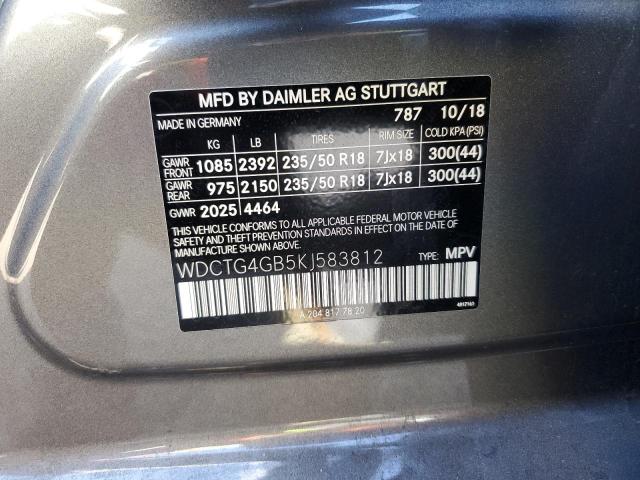 MFD BY DAIMLER AG STUTTGART
MADE IN GERMANY 787 10/18
KG LB TIRES RIM SIZE COLD KPA(PSI)
GAWR FRONT 1085 2392 235/50 R18 7Jx18 300(44)
GAWR REAR 975 2150 235/50 R18 7Jx18 300(44)
GVWR 2025 4464
THIS VEHICLE CONFORMS TO ALL APPLICABLE FEDERAL MOTOR VEHICLE
SAFETY AND THEFT PREVENTION STANDARDS IN EFFECT ON THE DATE OF
MANUFACTURE SHOWN ABOVE.
WDCTG4GB5KJ583812 TYPE: MPV
A 204 817 78 20